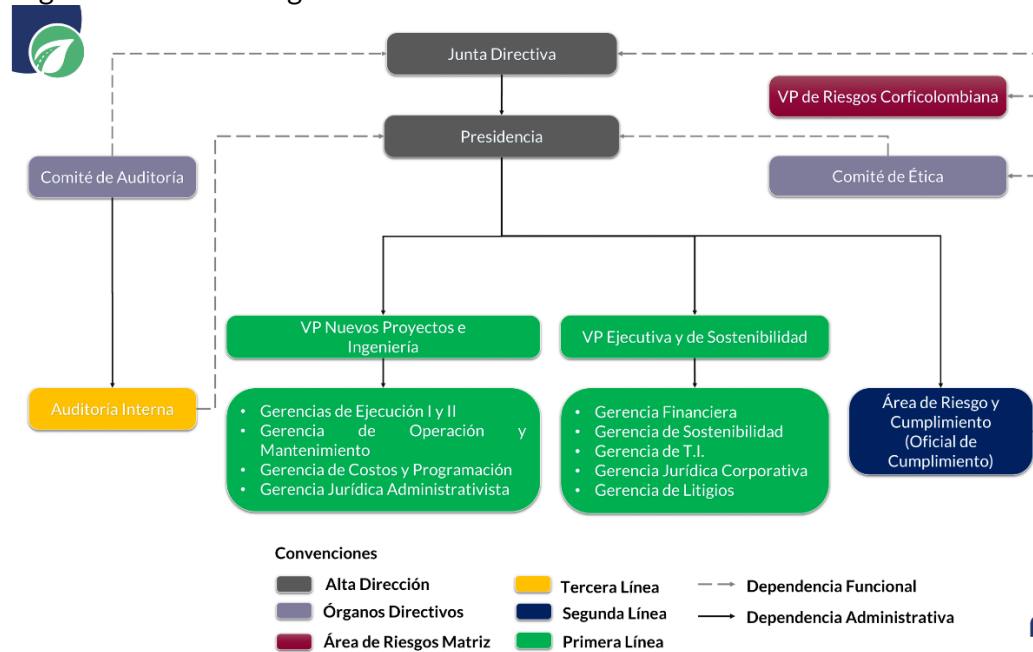 Junta Directiva
VP de Riesgos Corficolombiana
Presidencia
Comité de Auditoría
Comité de Ética
VP Nuevos Proyectos e
Ingeniería
VP Ejecutiva y de Sostenibilidad
Auditoría Interna
• Gerencias de Ejecución I y II
• Gerencia de Operación y
Mantenimiento
• Gerencia de Costos y Programación
• Gerencia Jurídica Administrativista
• Gerencia Financiera
• Gerencia de Sostenibilidad
• Gerencia de T.I.
• Gerencia Jurídica Corporativa
• Gerencia de Litigios
Área de Riesgo y
Cumplimiento
(Oficial de
Cumplimiento)
Convenciones
Alta Dirección
Tercera Línea
Dependencia Funcional
Órganos Directivos
Segunda Línea
Dependencia Administrativa
Área de Riesgos Matriz
Primera Línea